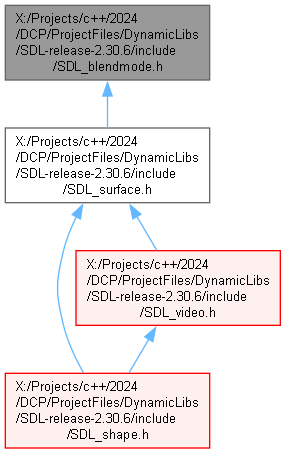 X:/Projects/c++/2024
/DCP/ProjectFiles/DynamicLibs
/SDL-release-2.30.6/include
/SDL_blendmode.h
X:/Projects/c++/2024
/DCP/ProjectFiles/DynamicLibs
/SDL-release-2.30.6/include
/SDL_surface.h
X:/Projects/c++/2024
/DCP/ProjectFiles/DynamicLibs
/SDL-release-2.30.6/include
/SDL_video.h
X:/Projects/c++/2024
/DCP/ProjectFiles/DynamicLibs
/SDL-release-2.30.6/include
/SDL_shape.h